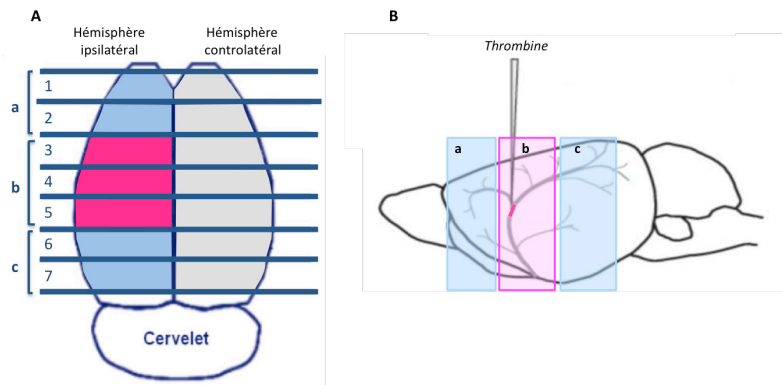 A
Hémisphère
ipsilatéral
Hémisphère
controlatéral
a
1
2
b
3
4
5
c
6
7
Cervelet
B
Thrombine
a
b
c